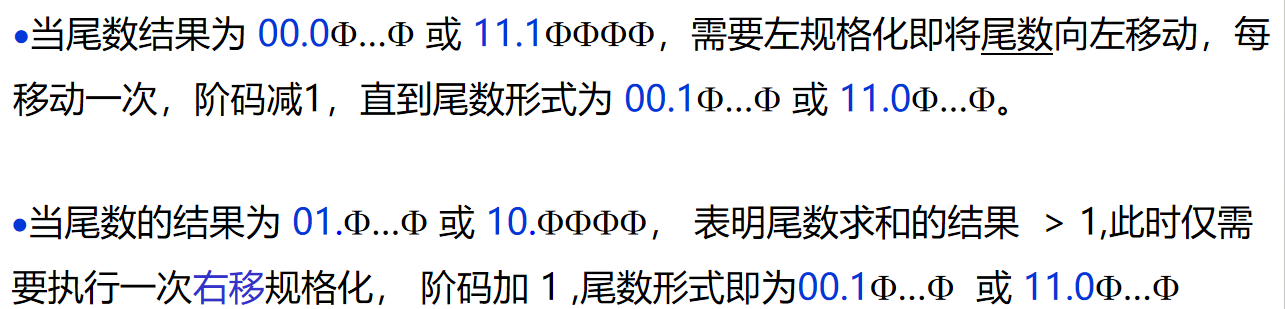 ●当尾数结果为 00.0Φ...Φ 或 11.1ΦΦΦΦ，需要左规格化即将尾数向左移动，每
移动一次，阶码减1，直到尾数形式为 00.1Φ...Φ 或 11.0Φ...Φ。
●当尾数的结果为 01.Φ...Φ 或 10.ΦΦΦΦ， 表明尾数求和的结果 > 1,此时仅需
要执行一次右移规格化， 阶码加 1 ,尾数形式即为00.1Φ...Φ 或 11.0Φ...Φ